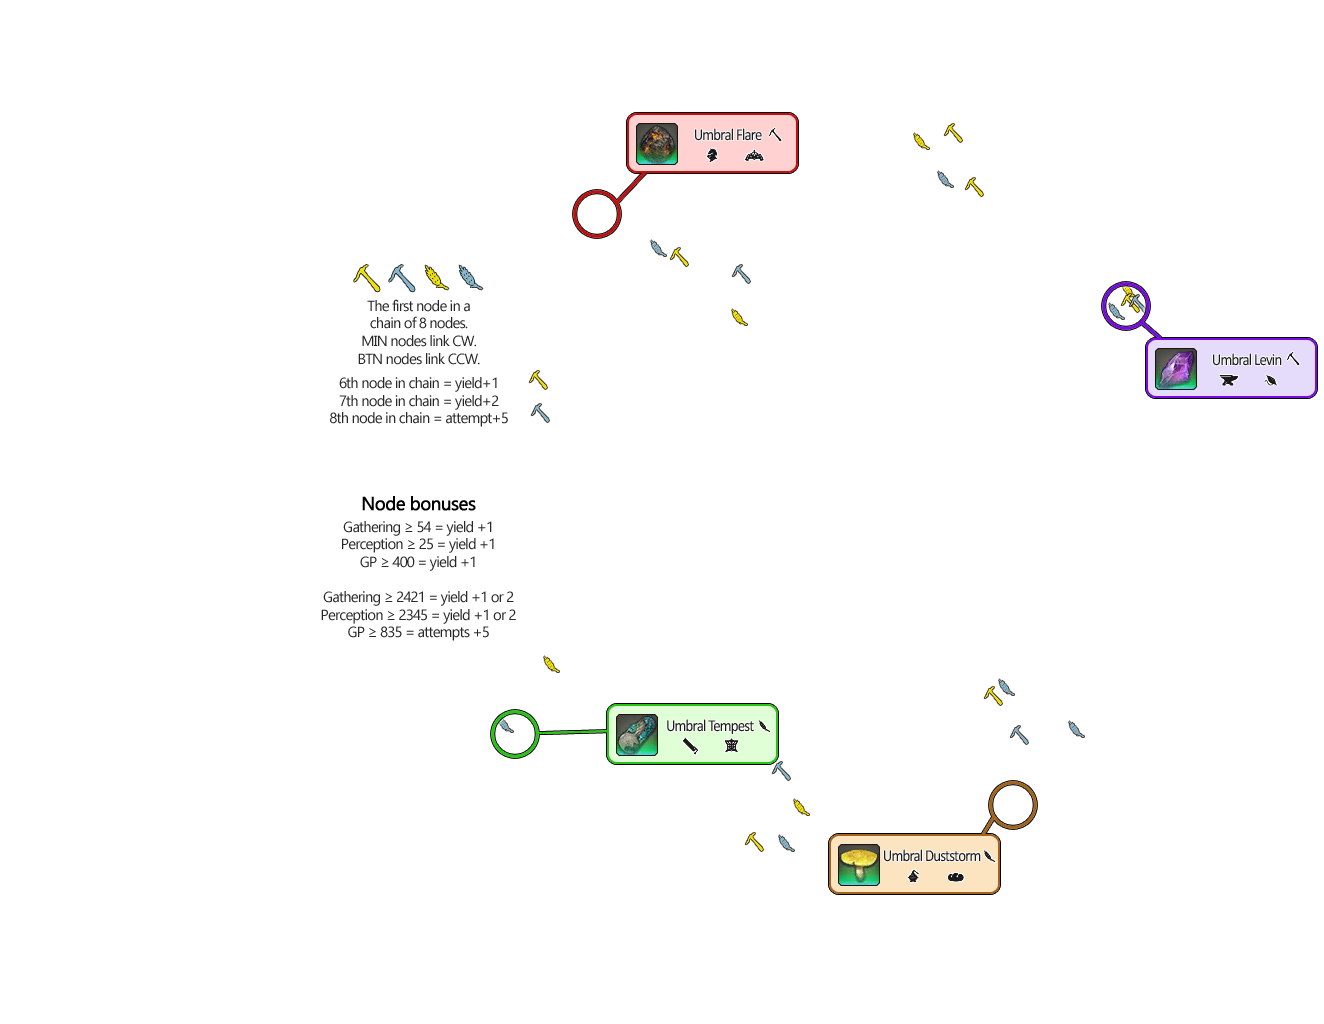 Umbral Flare
The first node in a
chain of 8 nodes.
MIN nodes link CW.
BTN nodes link CCW.
6th node in chain = yield+1
7th node in chain = yield+2
8th node in chain = attempt+5
Umbral Levin
Node bonuses
Gathering ≥ 54 = yield +1
Perception ≥ 25 = yield +1
GP ≥ 400 = yield +1
Gathering ≥ 2421 = yield +1 or 2
Perception ≥ 2345 = yield +1 or 2
GP ≥ 835 = attempts +5
Umbral Tempest
Umbral Duststorm